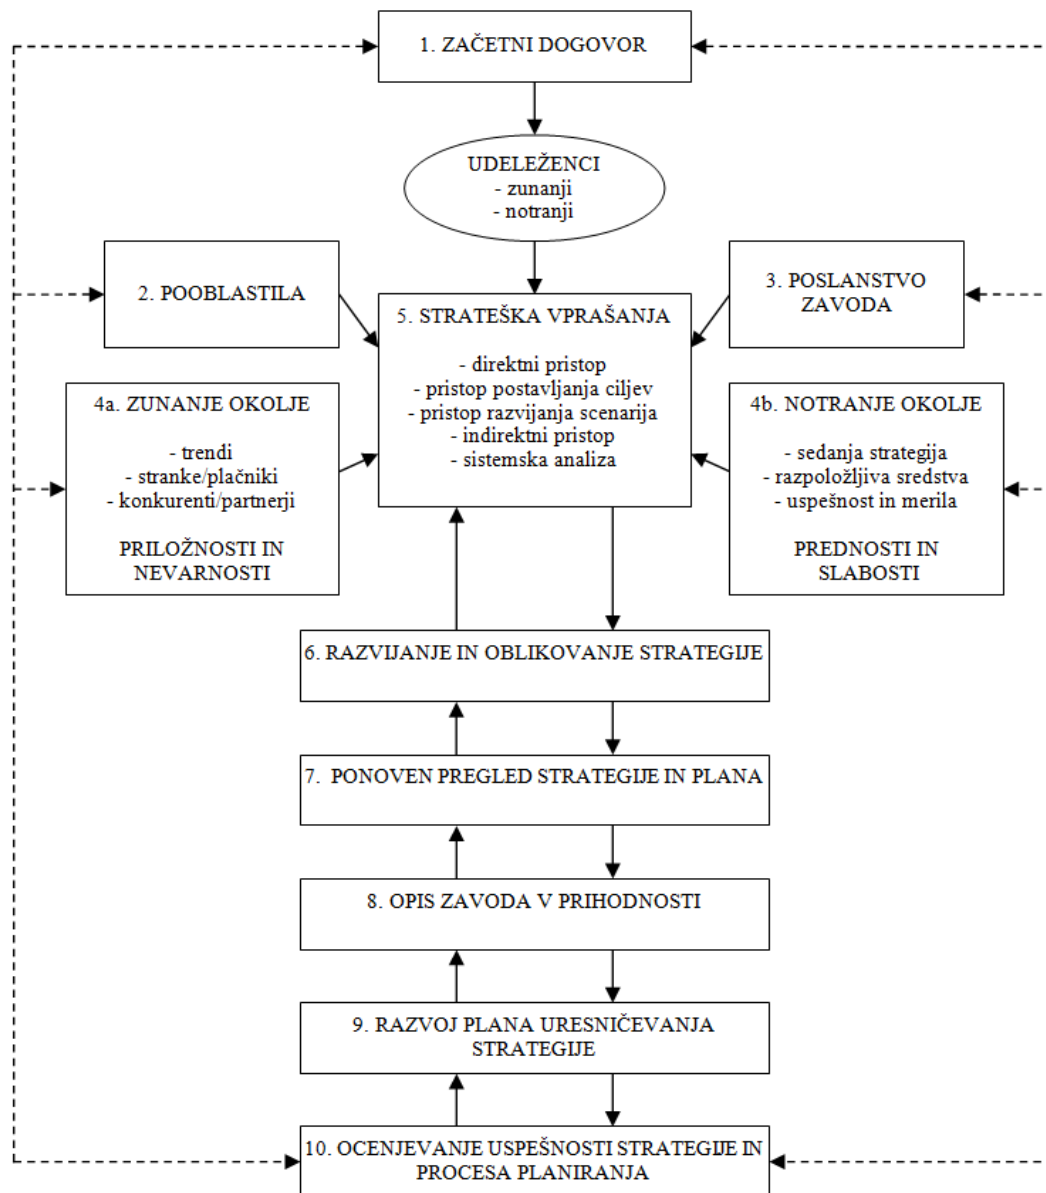 1. ZAČETNI DOGOVOR
UDELEŽENCI
- zunanji
- notranji
2. POOBLASTILA
3. POSLANSTVO
ZAVODA
5. STRATEŠKA VPRAŠANJA
- direktni pristop
- pristop postavljanja ciljev
- pristop razvijanja scenarija
- indirektni pristop
- sistemska analiza
4a. ZUNANJE OKOLJE
- trendi
- stranke/plačniki
- konkurenti/partnerji
PRILOŽNOSTI IN
NEVARNOSTI
4b. NOTRANJE OKOLJE
- sedanja strategija
- razpoložljiva sredstva
- uspešnost in merila
PREDNOSTI IN
SLABOSTI
6. RAZVIJANJE IN OBLIKOVANJE STRATEGIJE
7. PONOVEN PREGLED STRATEGIJE IN PLANA
8. OPIS ZAVODA V PRIHODNOSTI
9. RAZVOJ PLANA URESNIČEVANJA
STRATEGIJE
10. OCENJEVANJE USPEŠNOSTI STRATEGIJE IN
PROCESA PLANIRANJA